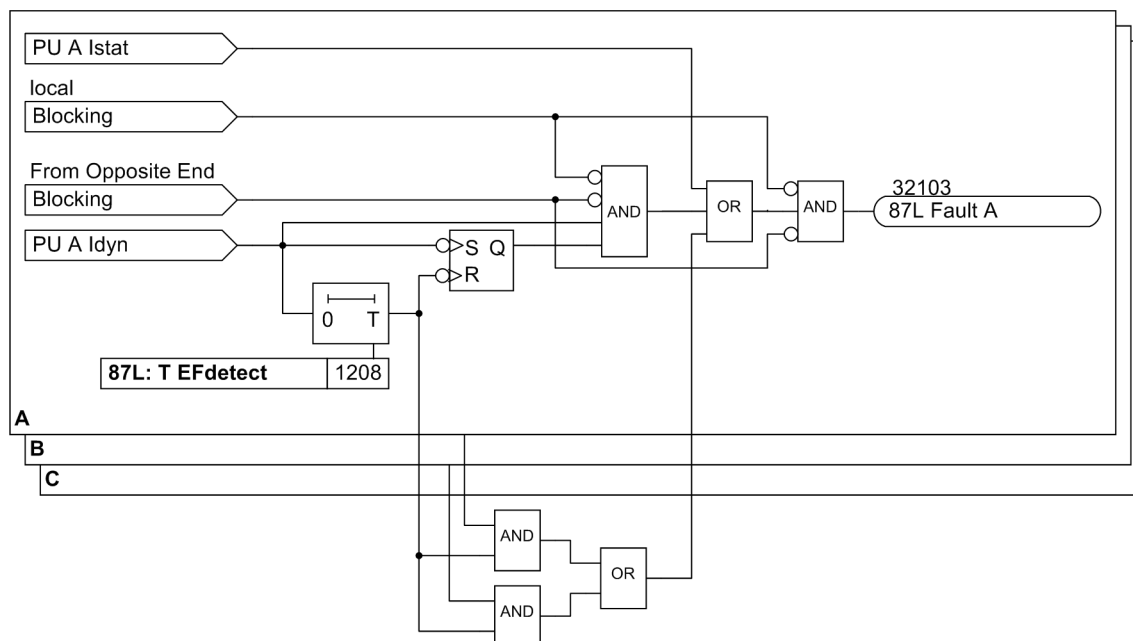 PU A Istat
local
Blocking
From Opposite End
Blocking
PU A Idyn
S Q
R
AND
OR
AND
32103
87L Fault A
0 T
87L: T EFdetect 1208
A
B
C
AND
OR
AND